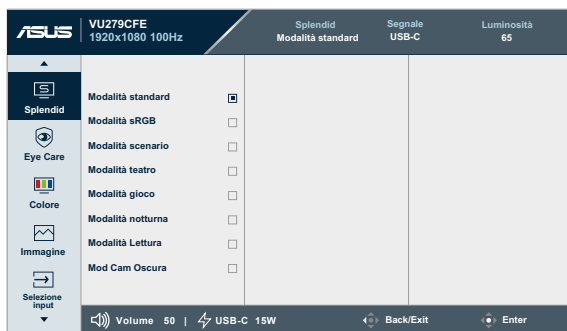 ASUS
VU279CFE
1920x1080 100Hz
Splendid
Modalità standard
Segnale
USB-C
Luminosità
65
Splendid
Eye Care
Colore
Immagine
Selezione
input
Modalità standard
Modalità sRGB
Modalità scenario
Modalità teatro
Modalità gioco
Modalità notturna
Modalità Lettura
Mod Cam Oscura
Volume 50 | USB-C 15W
Back/Exit
Enter